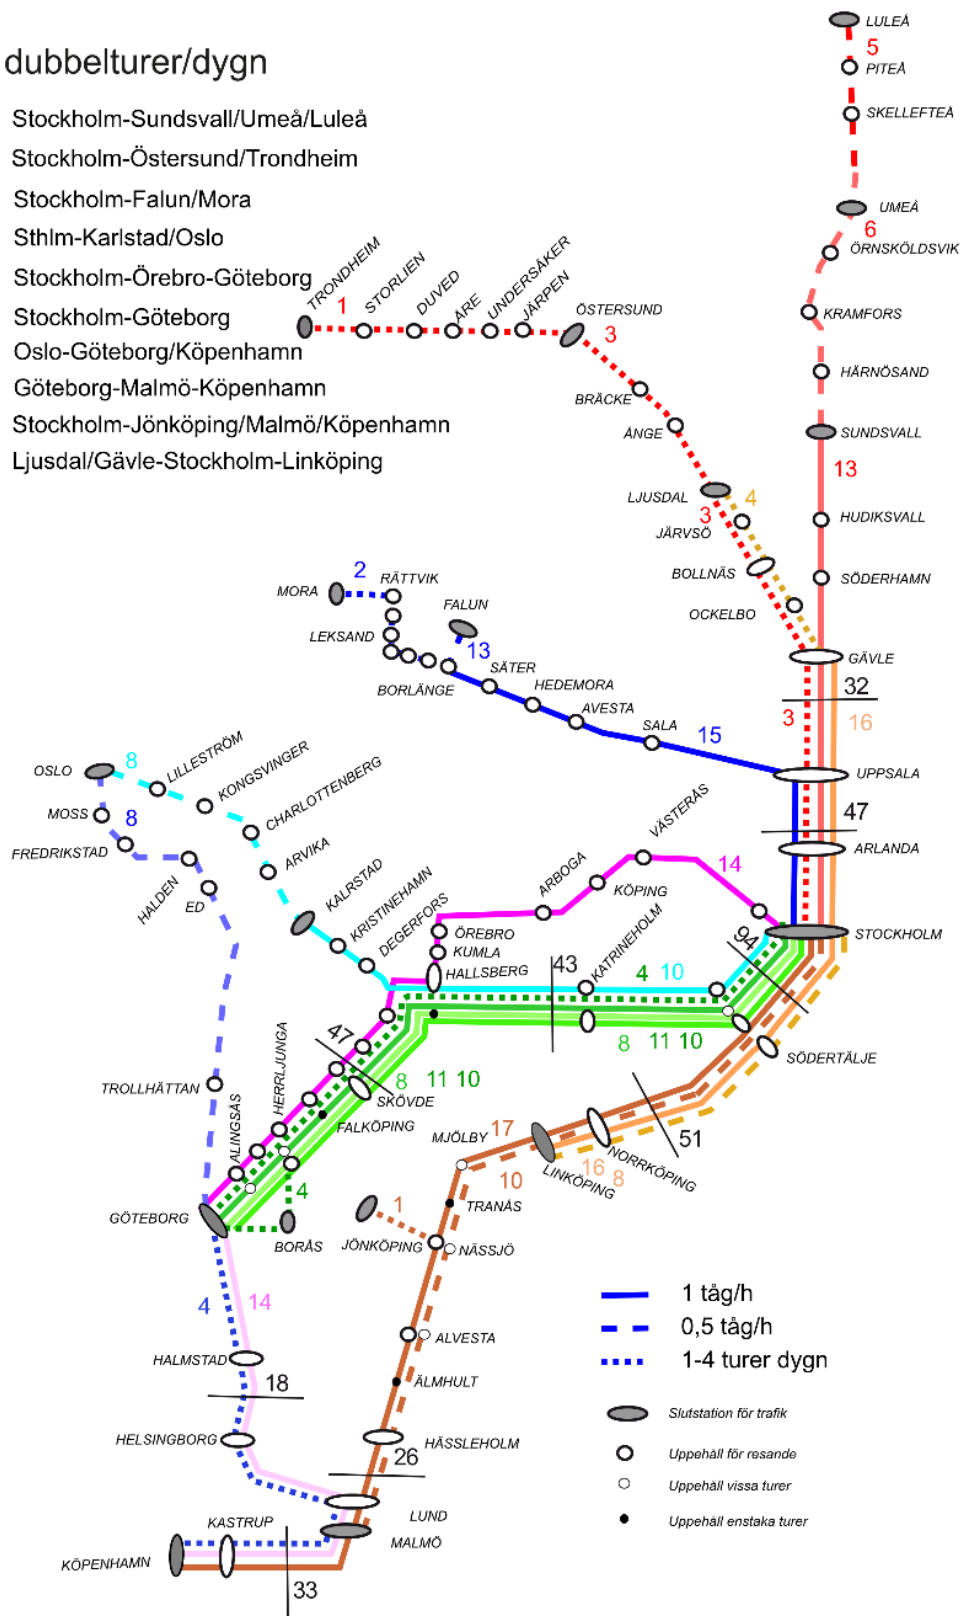 dubbelturer/dygn
Stockholm-Sundsvall/Umeå/Luleå
Stockholm-Östersund/Trondheim
Stockholm-Falun/Mora
Sthlm-Karlstad/Oslo
Stockholm-Örebro-Göteborg
Stockholm-Göteborg
Oslo-Göteborg/Köpenhamn
Göteborg-Malmö-Köpenhamn
Stockholm-Jönköping/Malmö/Köpenhamn
Ljusdal/Gävle-Stockholm-Linköping
LULEÅ
5
PITEÅ
SKELLEFTEÅ
UMEÅ
6
ÖRNSKÖLDSVIK
KRAMFORS
HÄRNÖSAND
SUNDSVALL
13
HUDIKSVALL
SÖDERHAMN
TRONDHEIM
1
STORLIEN
DUVED
ÅRE
UNDERSÅKER
JÄRPEN
ÖSTERSUND
3
BRÄCKE
ÅNGE
LJUSDAL
4
3
JÄRVSÖ
BOLLNÄS
OCKELBO
GÄVLE
32
3
16
MORA
2
RÄTTVIK
LEKSAND
FALUN
13
BORLÄNGE
SÄTER
HEDEMORA
AVESTA
SALA
15
UPPSALA
47
ARLANDA
STOCKHOLM
94
OSLO
8
LILLESTRÖM
KONGSVINGER
CHARLOTTENBERG
ARVIKA
KALRSTAD
KRISTINEHAMN
DEGERFORS
MOSS
8
FREDRIKSTAD
HALDEN
ED
TROLLHÄTTAN
VÄSTERÅS
14
KÖPING
ARBOGA
ÖREBRO
KUMLA
HALLSBERG
43
KATRINEHOLM
4 10
8 11 10
SÖDERTÄLJE
47
8 11 10
SKÖVDE
FALKÖPING
HERRLJUNGA
ALINGSÅS
GÖTEBORG
4
BORÅS
MJÖLBY
17
10
LINKÖPING
16
8
NORRKÖPING
51
TRANÅS
1
JÖNKÖPING
NÄSSJÖ
ALVESTA
ÄLMHULT
HÄSSLEHOLM
26
4
14
HALMSTAD
18
HELSINGBORG
LUND
MALMÖ
KASTRUP
KÖPENHAMN
33
1 tåg/h
0,5 tåg/h
1-4 turer dygn
Slutstation för trafik
Uppehåll för resande
Uppehåll vissa turer
Uppehåll enstaka turer